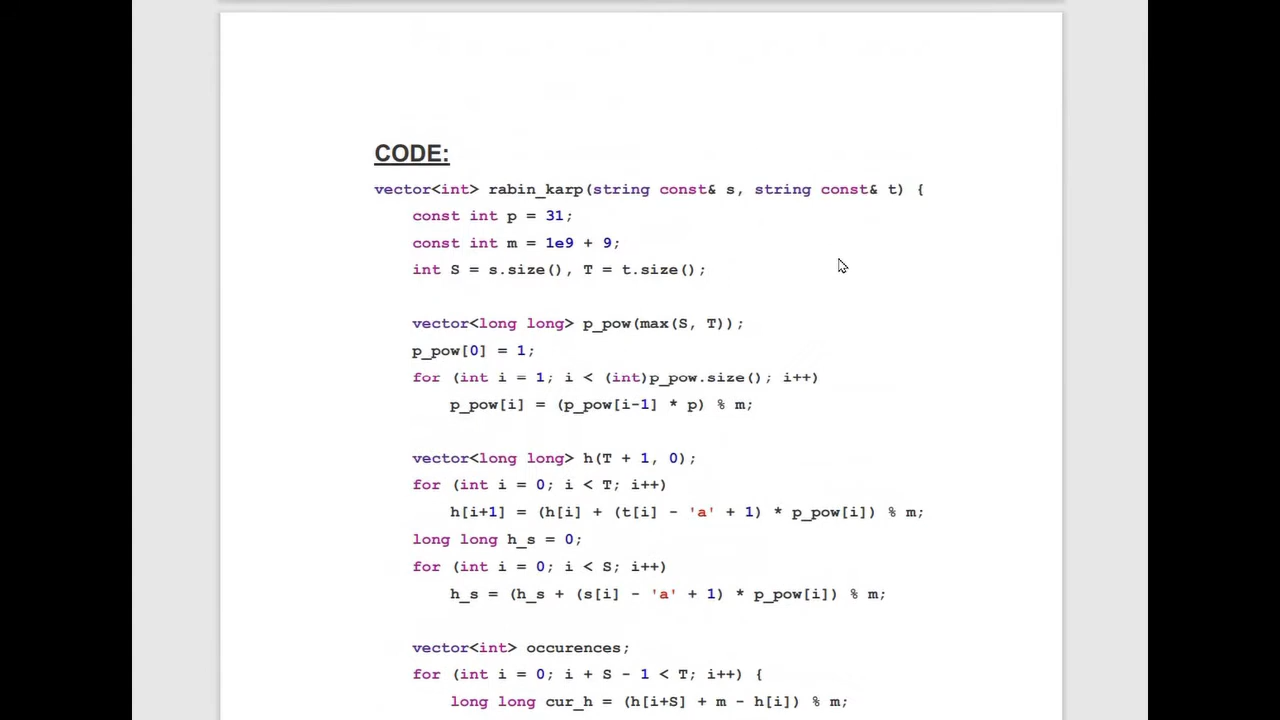 CODE:
vector<int> rabin_karp(string const& s, string const& t) {
const int p = 31;
const int m = 1e9 + 9;
int S = s.size(), T = t.size();
vector<long long> p_pow(max(S, T));
p_pow[0] = 1;
for (int i = 1; i < (int)p_pow.size(); i++)
p_pow[i] = (p_pow[i-1] * p) % m;
vector<long long> h(T + 1, 0);
for (int i = 0; i < T; i++)
h[i+1] = (h[i] + (t[i] - 'a' + 1) * p_pow[i]) % m;
long long h_s = 0;
for (int i = 0; i < S; i++)
h_s = (h_s + (s[i] - 'a' + 1) * p_pow[i]) % m;
vector<int> occurences;
for (int i = 0; i + S - 1 < T; i++) {
long long cur_h = (h[i+S] + m - h[i]) % m;